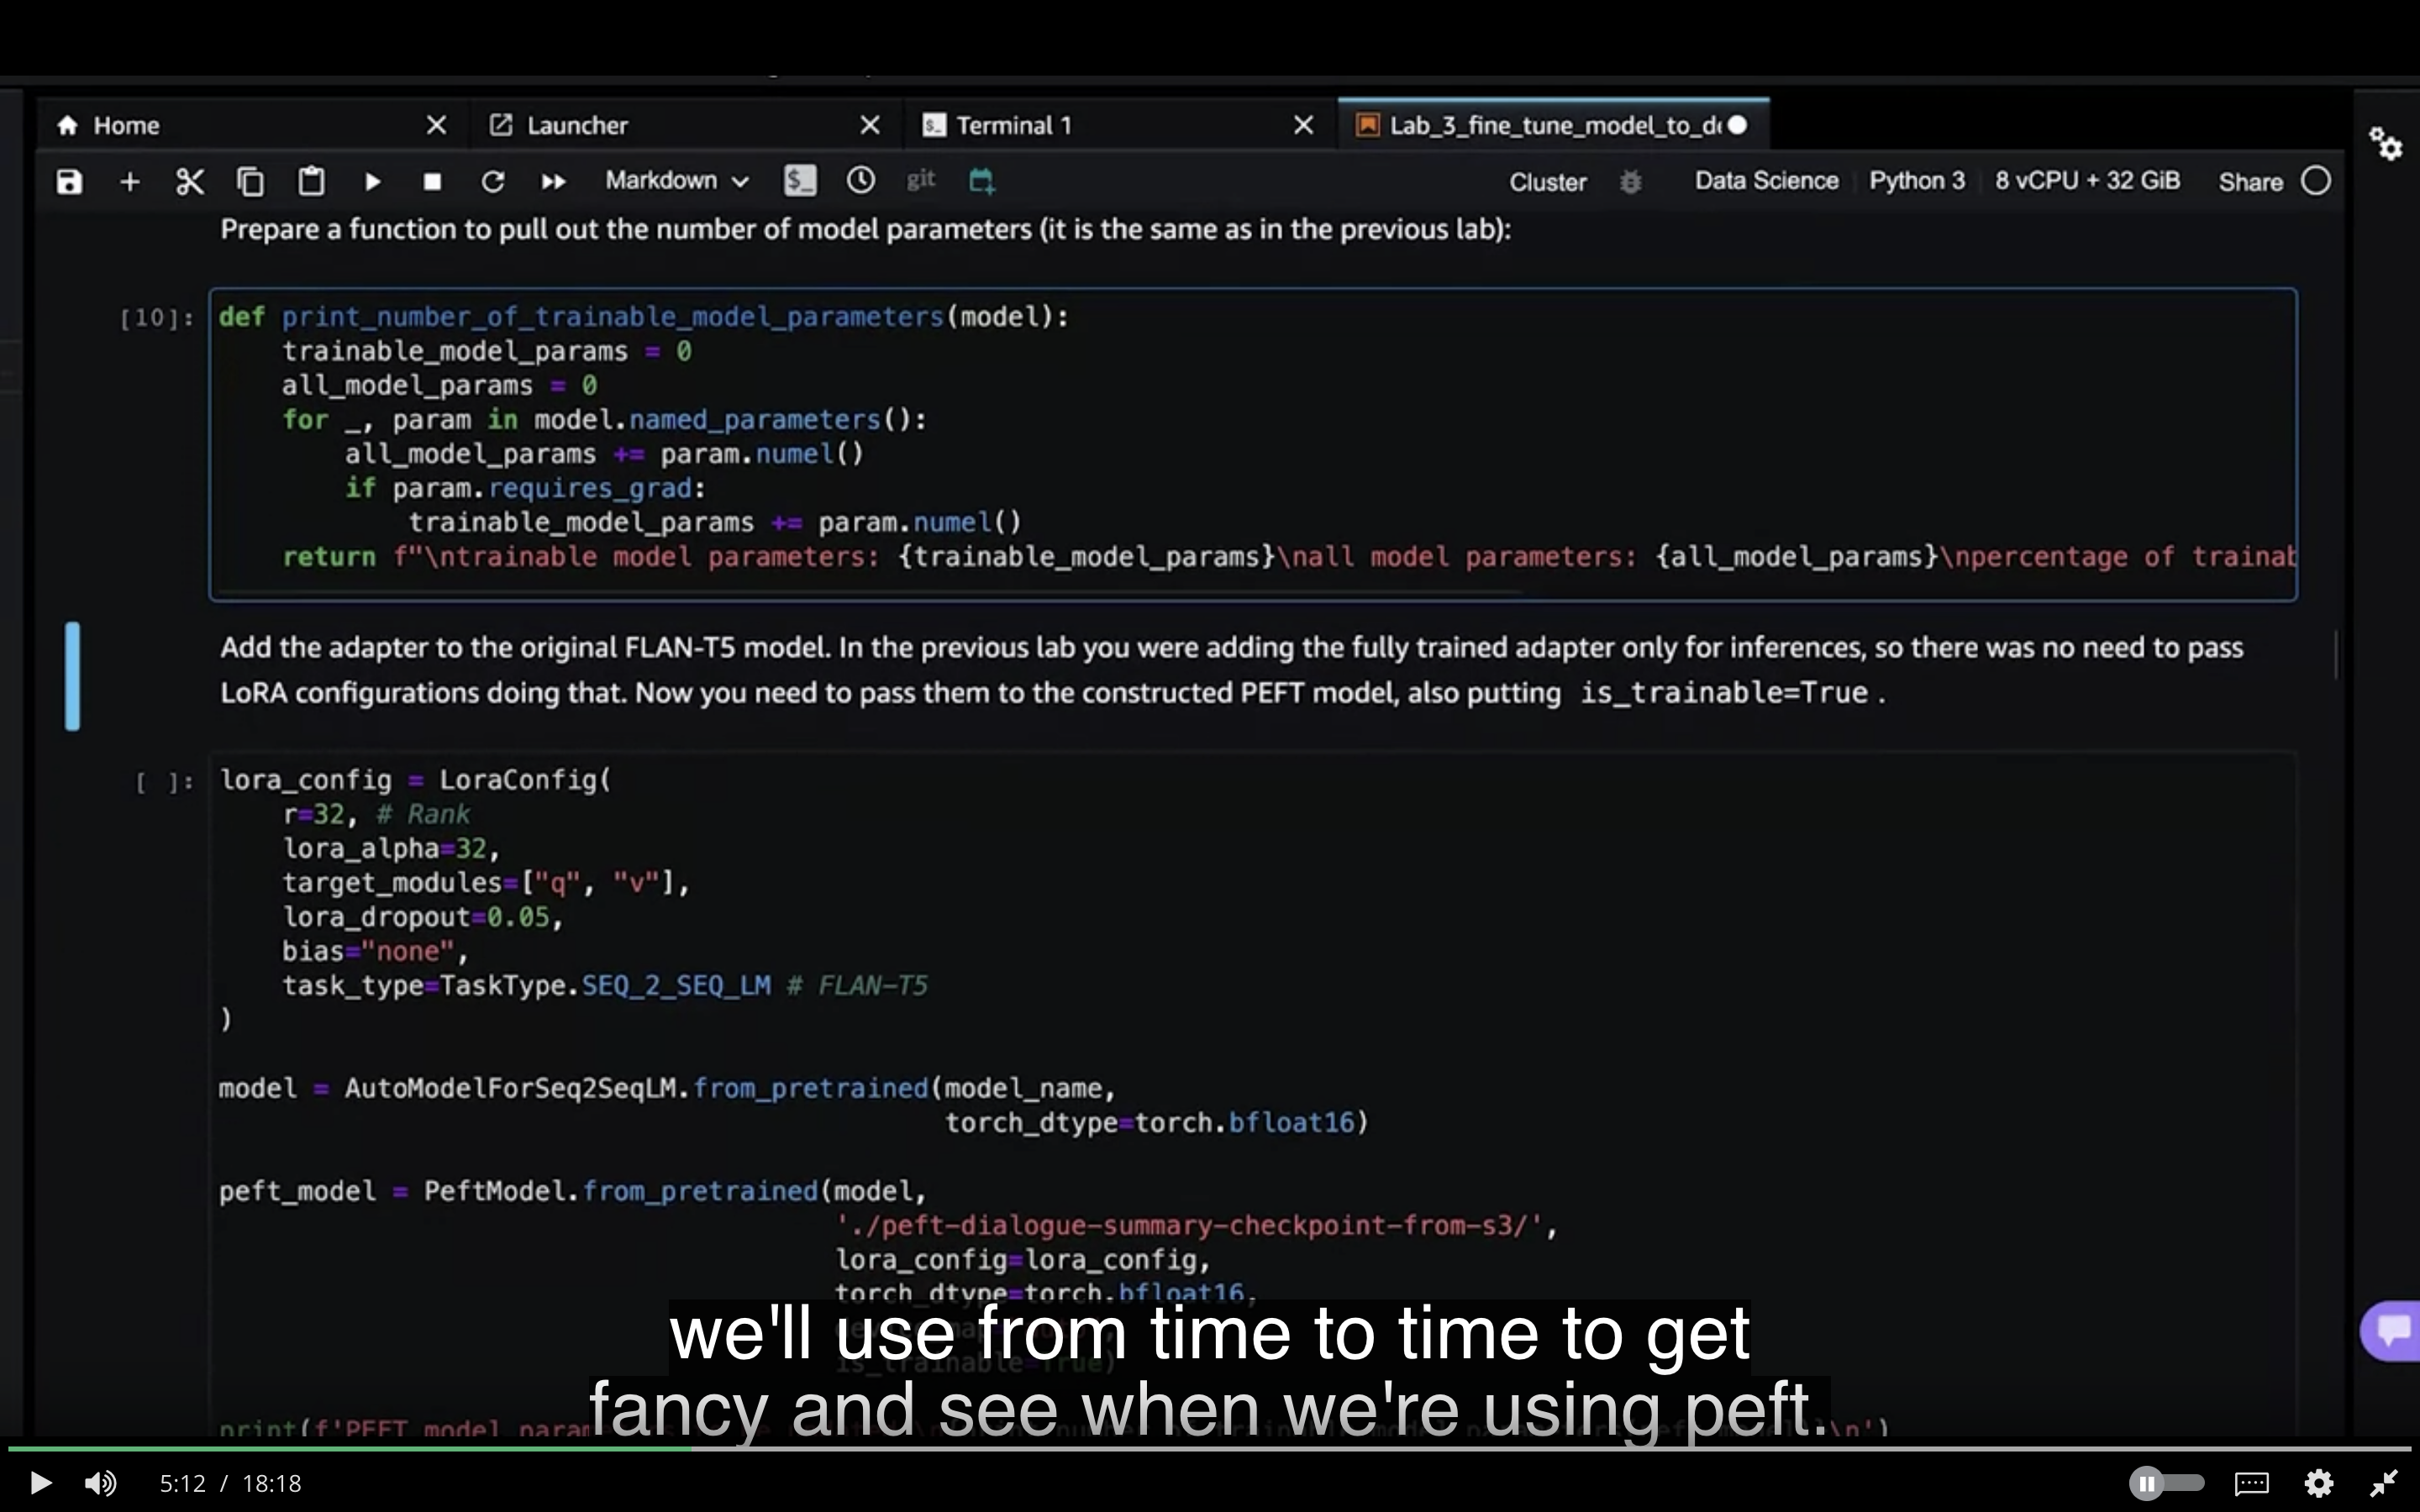 Home
Launcher
Terminal 1
Lab_3_fine_tune_model_to_d
Markdown
git
Cluster
Data Science
Python 3
8 vCPU + 32 GiB
Share
Prepare a function to pull out the number of model parameters (it is the same as in the previous lab):
[10]:
def print_number_of_trainable_model_parameters(model):
    trainable_model_params = 0
    all_model_params = 0
    for _, param in model.named_parameters():
        all_model_params += param.numel()
        if param.requires_grad:
            trainable_model_params += param.numel()
    return f"\ntrainable model parameters: {trainable_model_params}\nall model parameters: {all_model_params}\npercentage of trainab
Add the adapter to the original FLAN-T5 model. In the previous lab you were adding the fully trained adapter only for inferences, so there was no need to pass
LoRA configurations doing that. Now you need to pass them to the constructed PEFT model, also putting is_trainable=True .
[ ]:
lora_config = LoraConfig(
    r=32, # Rank
    lora_alpha=32,
    target_modules=["q", "v"],
    lora_dropout=0.05,
    bias="none",
    task_type=TaskType.SEQ_2_SEQ_LM # FLAN-T5
)
model = AutoModelForSeq2SeqLM.from_pretrained(model_name,
                                              torch_dtype=torch.bfloat16)
peft_model = PeftModel.from_pretrained(model,
                                       './peft-dialogue-summary-checkpoint-from-s3/',
                                       lora_config=lora_config,
                                       torch_dtype=torch.bfloat16,
                                       is_trainable=True)
print(f'PEFT model param \n')
we'll use from time to time to get
fancy and see when we're using peft.
5:12 / 18:18